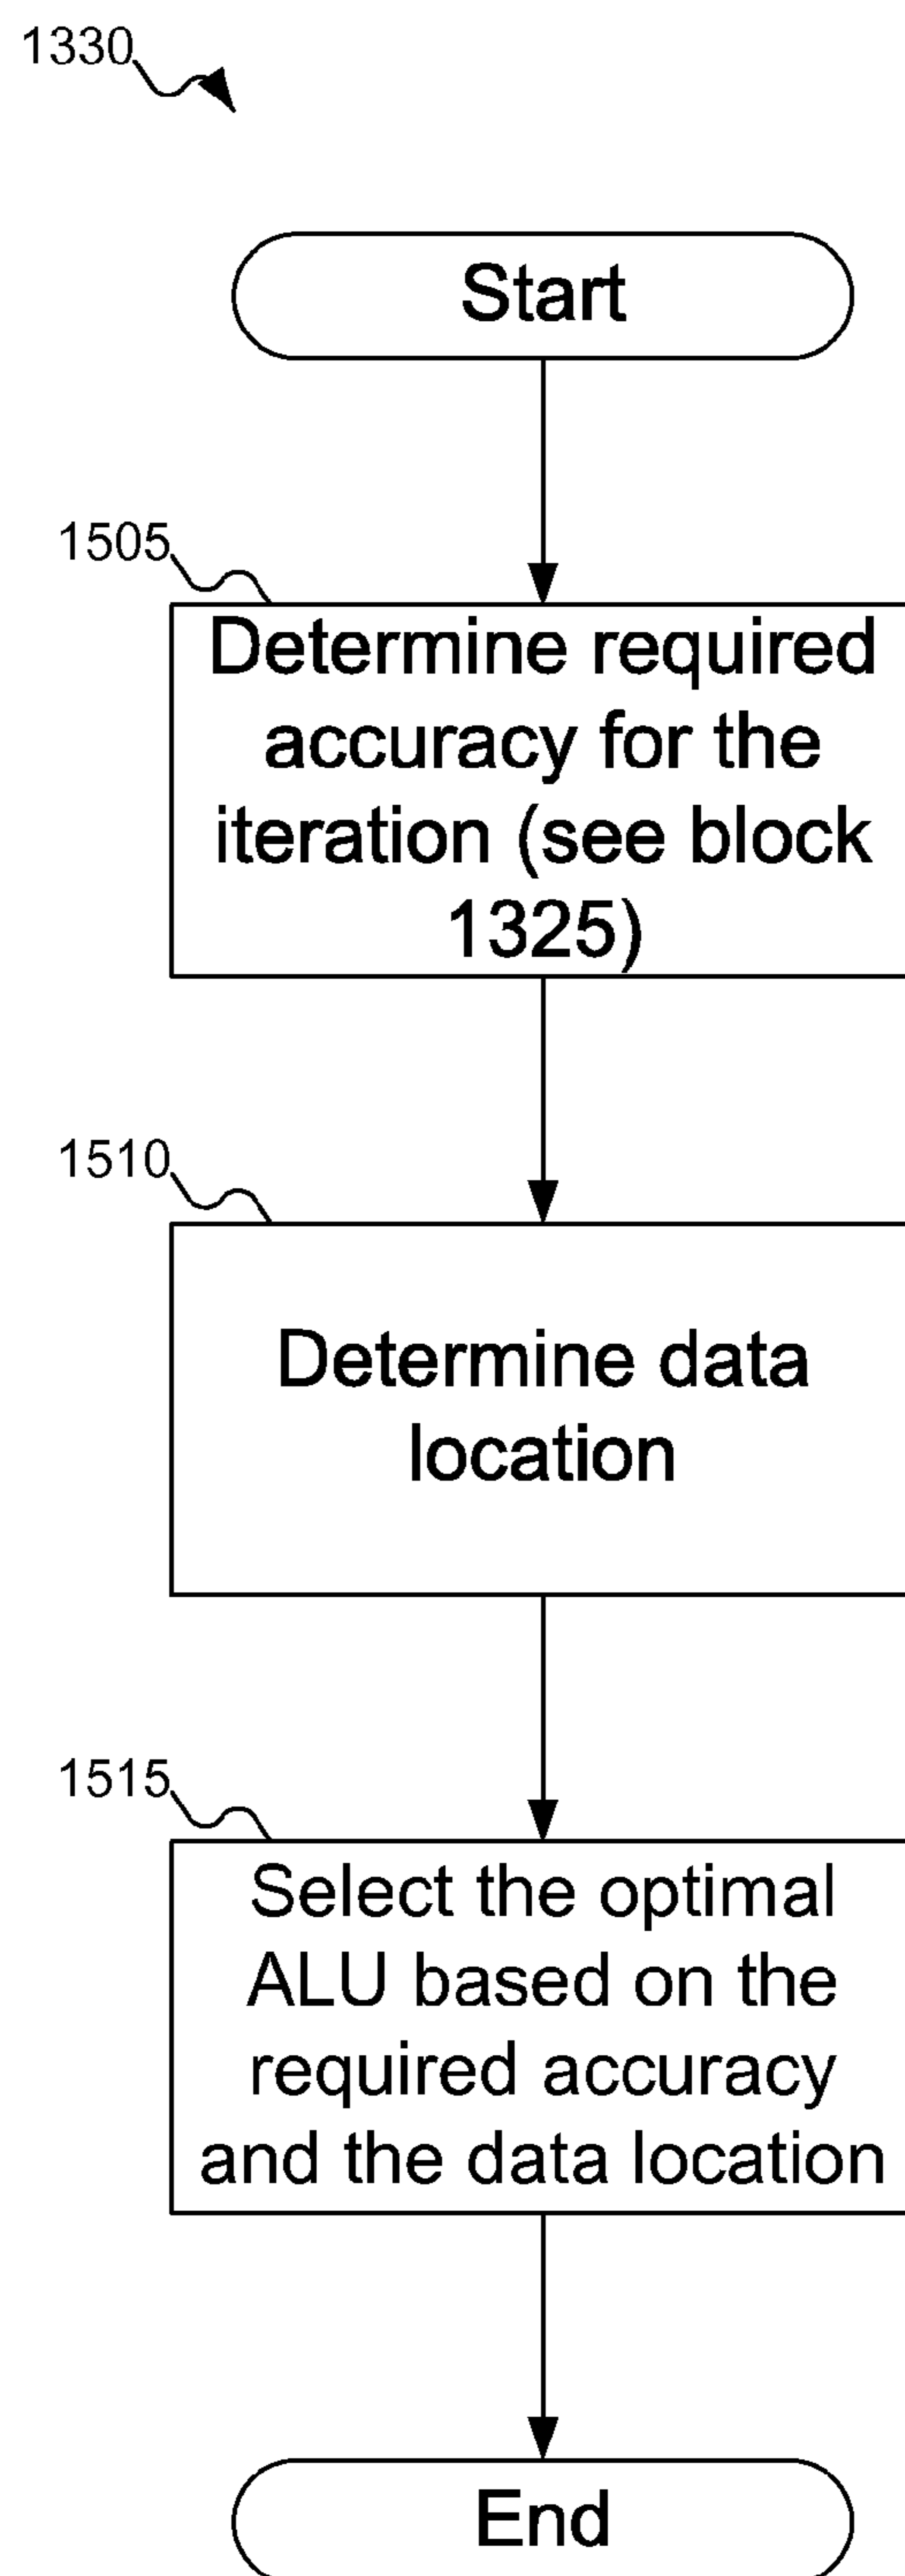 1330
Start
1505
Determine required
accuracy for the
iteration (see block
1325)
1510
Determine data
location
1515
Select the optimal
ALU based on the
required accuracy
and the data location
End